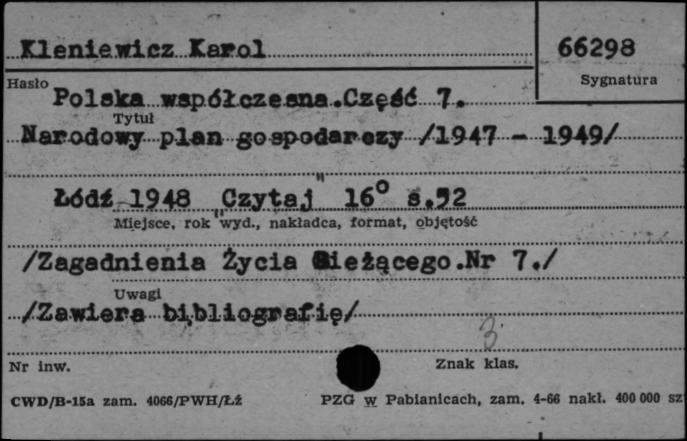 Kleniewicz Karol
66298
Hasło
Sygnatura
Polska współczesna.Część 7.
Tytuł
Narodowy plan gospodarczy /1947 - 1949/
Łódź 1948 "Czytaj" 16° s.52
Miejsce, rok wyd., nakładca, format, objętość
/Zagadnienia Życia Bieżącego.Nr 7./
Uwagi
/Zawiera bibliografię/
3
Nr inw.
Znak klas.
CWD/B-15a zam. 4066/PWH/Łź
PZG w Pabianicach, zam. 4-66 nakł. 400 000 sz